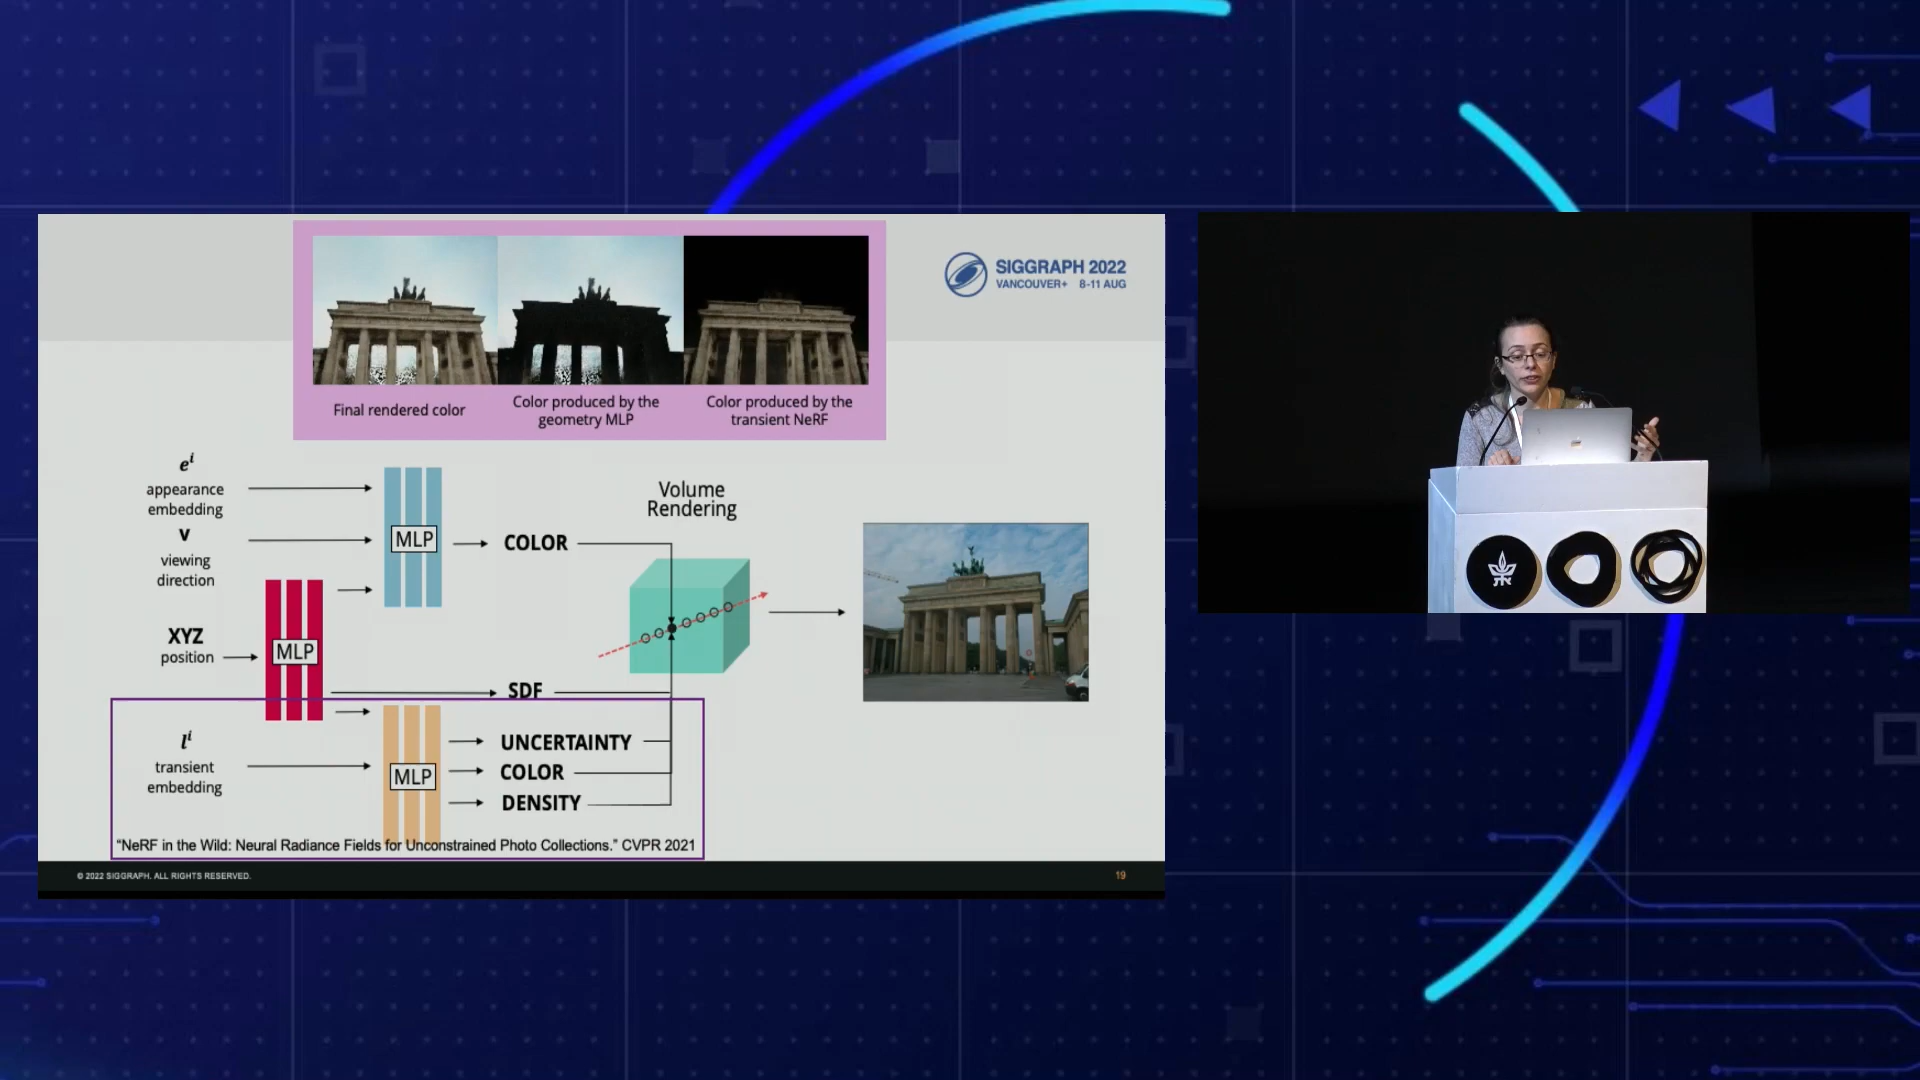 SIGGRAPH 2022
VANCOUVER+ 8-11 AUG
Final rendered color
Color produced by the
geometry MLP
Color produced by the
transient NeRF
e^i
appearance
embedding
v
viewing
direction
MLP
COLOR
Volume
Rendering
XYZ
position
MLP
SDF
l^i
transient
embedding
MLP
UNCERTAINTY
COLOR
DENSITY
“NeRF in the Wild: Neural Radiance Fields for Unconstrained Photo Collections.” CVPR 2021
© 2022 SIGGRAPH. ALL RIGHTS RESERVED.
19